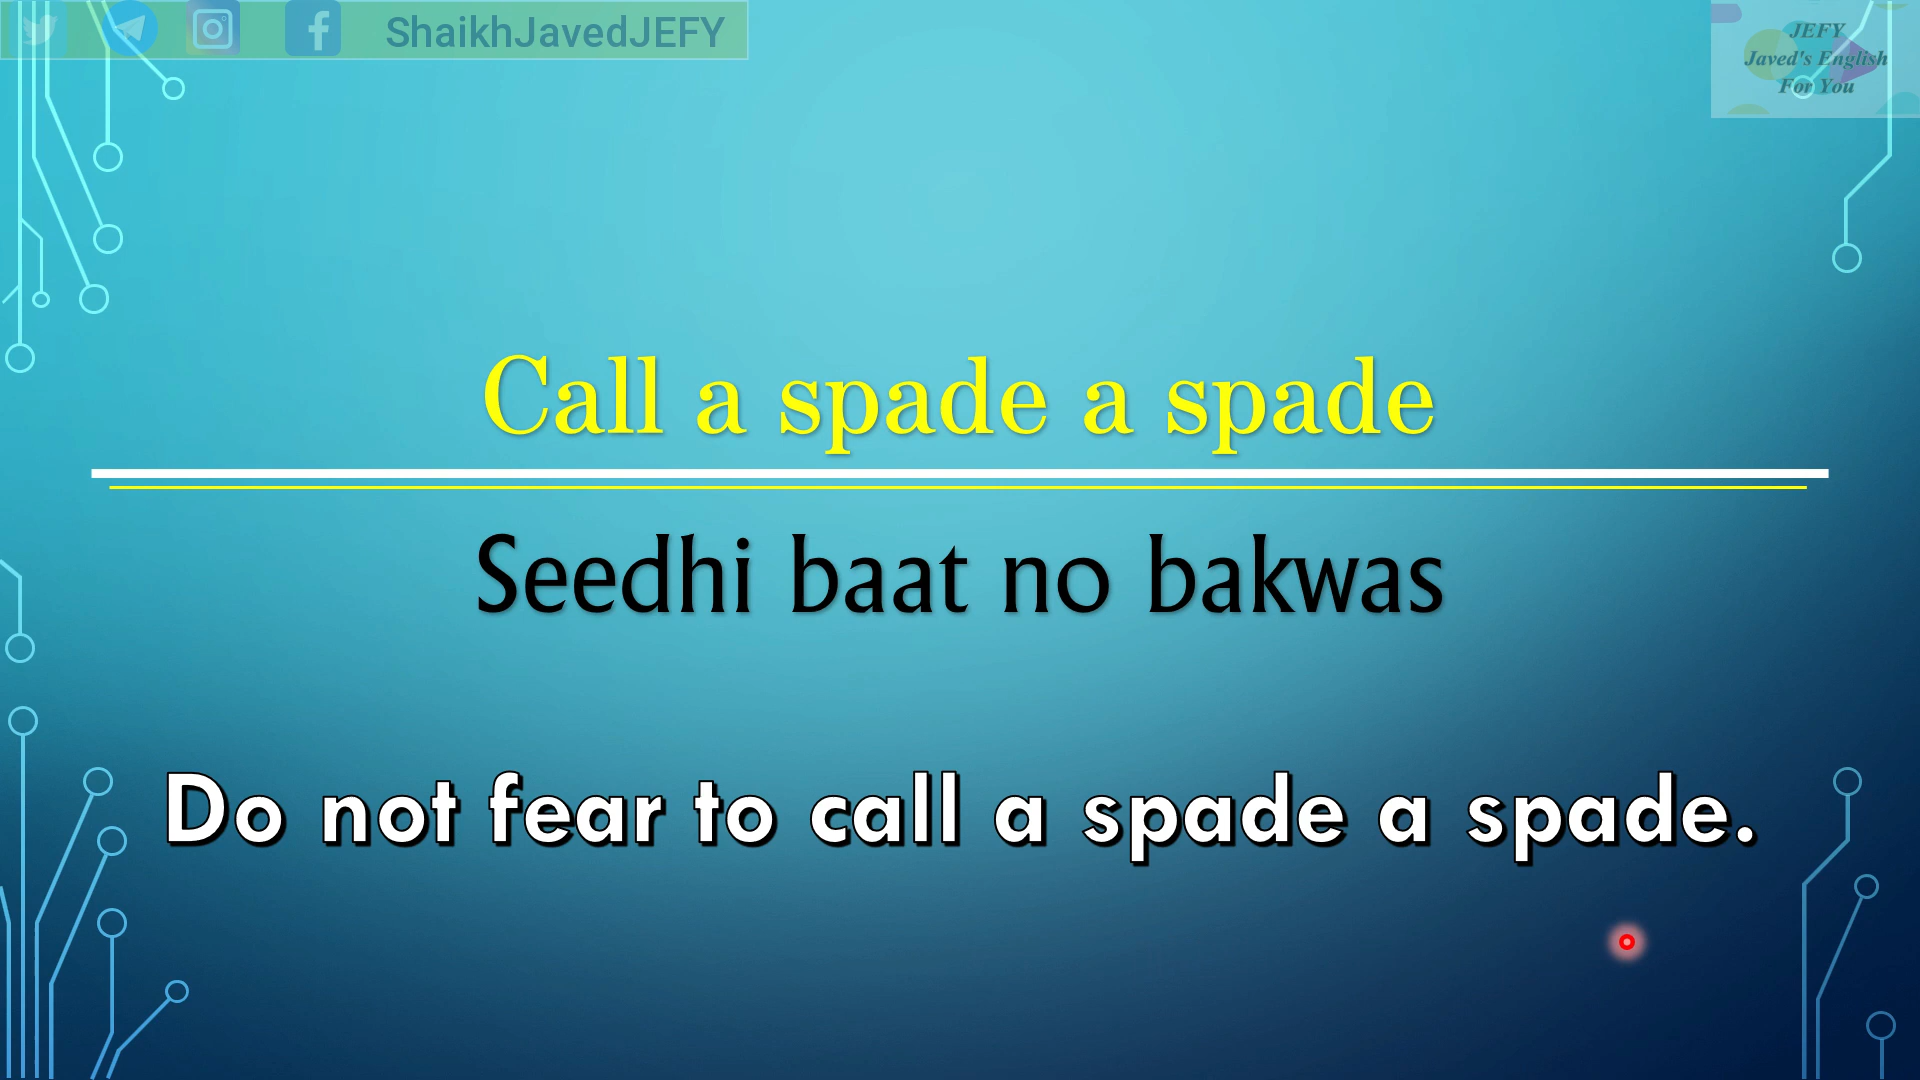 ShaikhJavedJEFY
JEFY
Javed's English
For You
Call a spade a spade
Seedhi baat no bakwas
Do not fear to call a spade a spade.